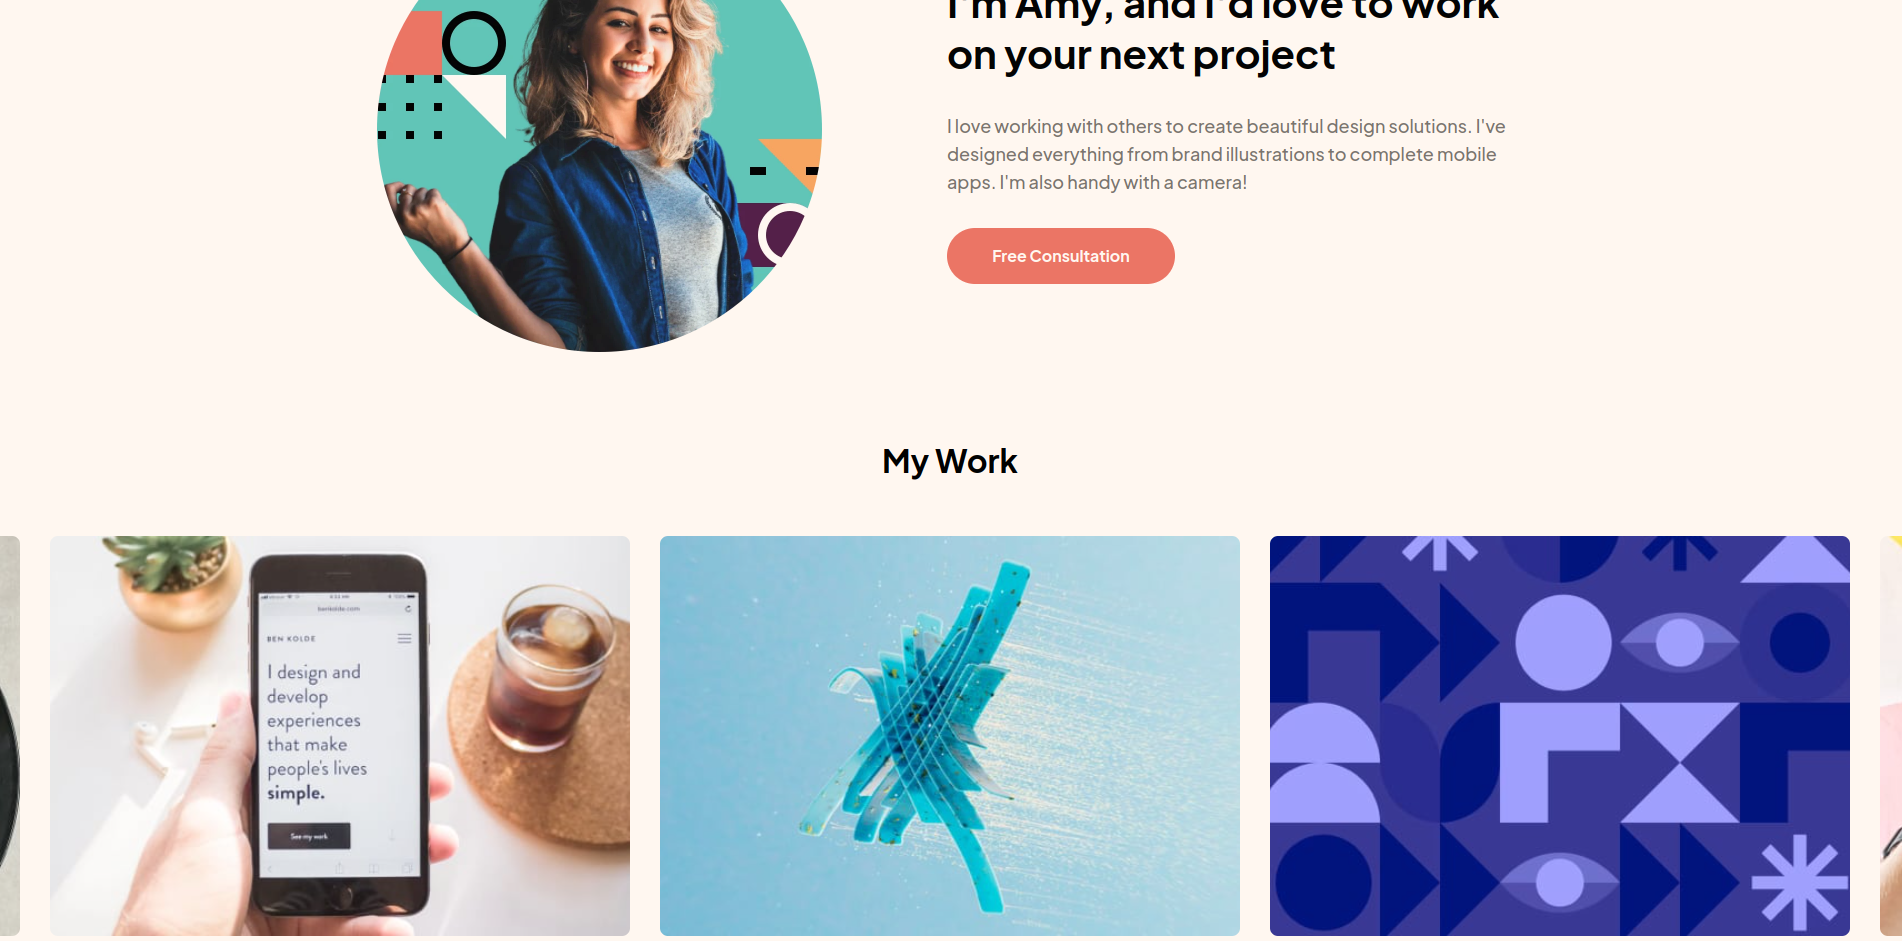 I'm Amy, and I'd love to work
on your next project
I love working with others to create beautiful design solutions. I've
designed everything from brand illustrations to complete mobile
apps. I'm also handy with a camera!
Free Consultation
My Work
benkolde.com
BEN KOLDE
I design and
develop
experiences
that make
people's lives
simple.
See my work